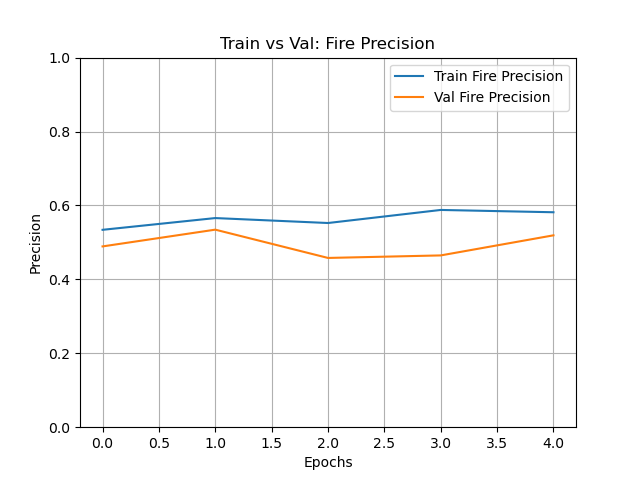 Train vs Val: Fire Precision
Train Fire Precision
Val Fire Precision
1.0
0.8
0.6
0.4
0.2
0.0
Precision
0.0 0.5 1.0 1.5 2.0 2.5 3.0 3.5 4.0
Epochs